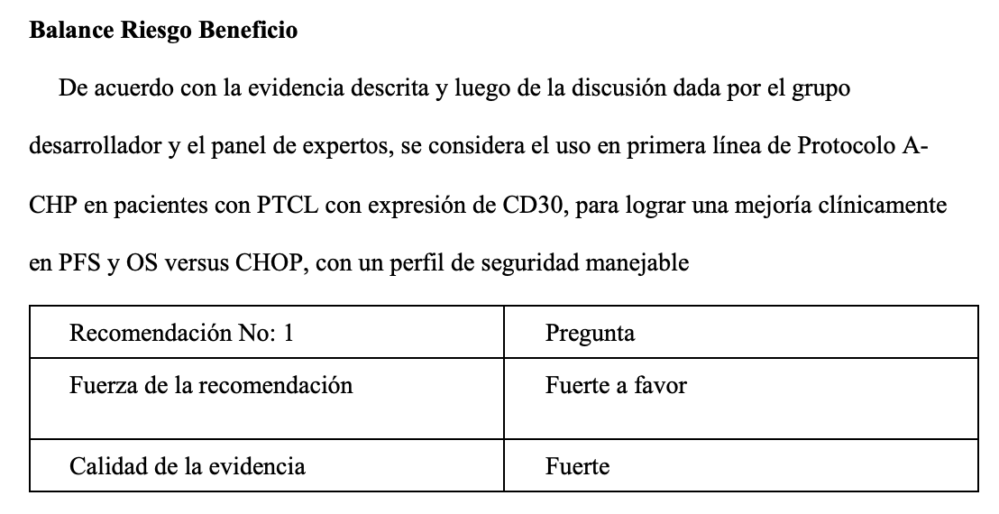 Balance Riesgo Beneficio
De acuerdo con la evidencia descrita y luego de la discusión dada por el grupo
desarrollador y el panel de expertos, se considera el uso en primera línea de Protocolo A-
CHP en pacientes con PTCL con expresión de CD30, para lograr una mejoría clínicamente
en PFS y OS versus CHOP, con un perfil de seguridad manejable
Recomendación No: 1 Pregunta
Fuerza de la recomendación Fuerte a favor
Calidad de la evidencia Fuerte